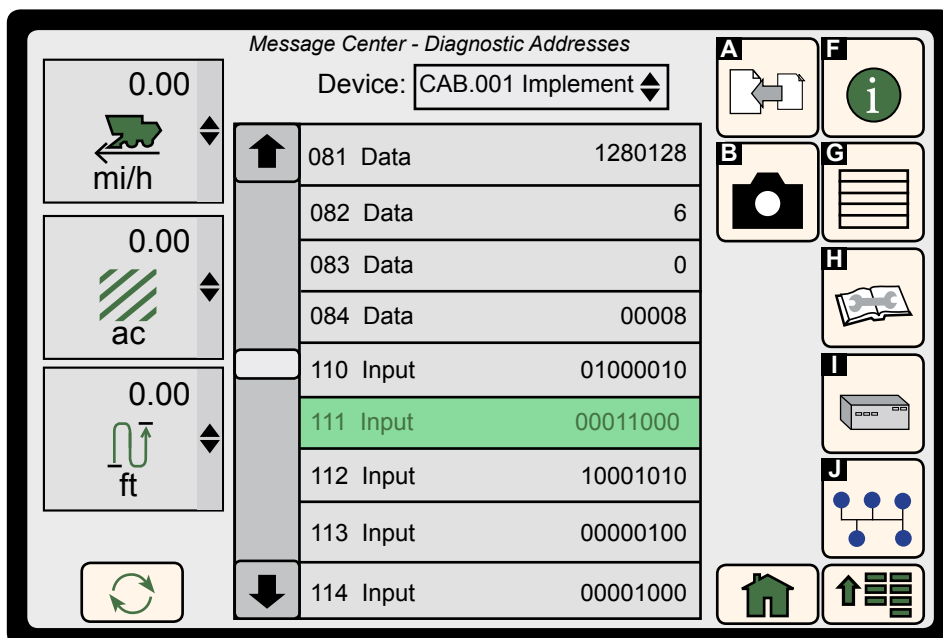 Message Center - Diagnostic Addresses
Device: CAB.001 Implement
0.00
mi/h
0.00
ac
0.00
ft
081 Data 1280128
082 Data 6
083 Data 0
084 Data 00008
110 Input 01000010
111 Input 00011000
112 Input 10001010
113 Input 00000100
114 Input 00001000
A
B
F
i
G
H
I
J